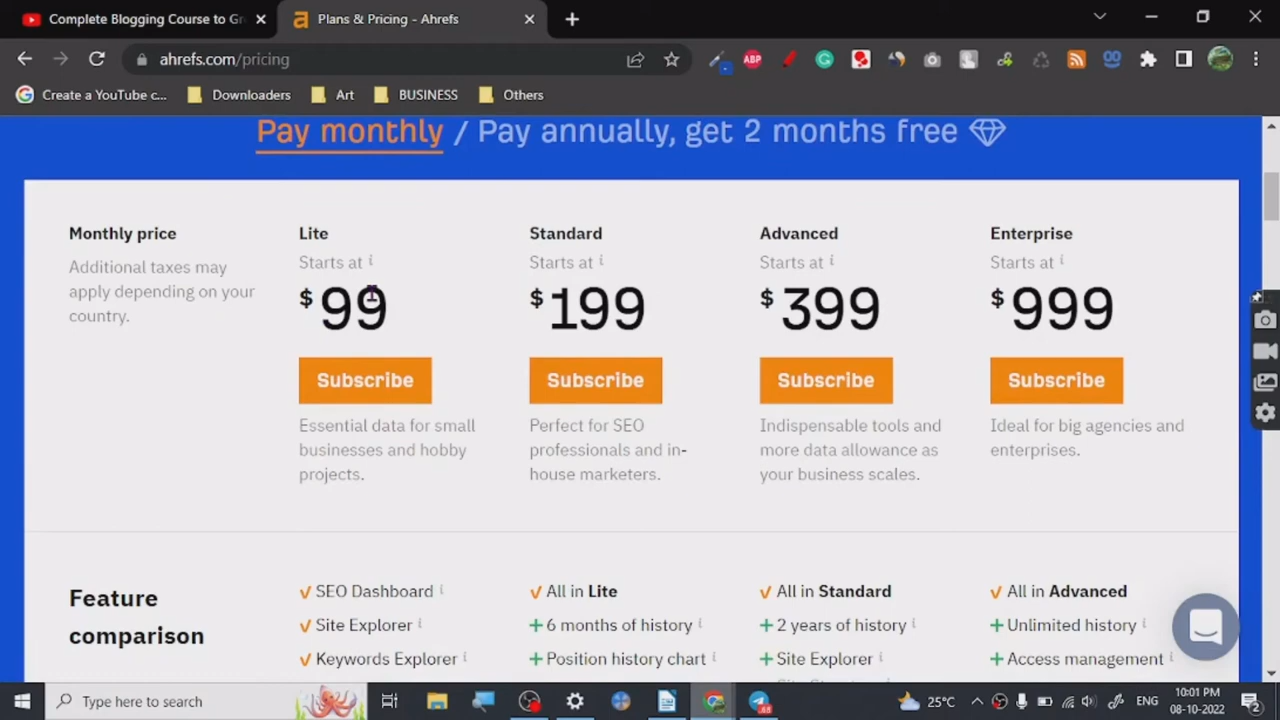 Complete Blogging Course to Gr
Plans & Pricing - Ahrefs
ahrefs.com/pricing
ABP
Create a YouTube c...
Downloaders
Art
BUSINESS
Others
Pay monthly / Pay annually, get 2 months free
Monthly price
Additional taxes may
apply depending on your
country.
Lite
Starts at i
$99
Subscribe
Essential data for small
businesses and hobby
projects.
Standard
Starts at i
$199
Subscribe
Perfect for SEO
professionals and in-
house marketers.
Advanced
Starts at i
$399
Subscribe
Indispensable tools and
more data allowance as
your business scales.
Enterprise
Starts at i
$999
Subscribe
Ideal for big agencies and
enterprises.
Feature
comparison
SEO Dashboard i
Site Explorer i
Keywords Explorer i
All in Lite
6 months of history i
Position history chart i
All in Standard
2 years of history i
Site Explorer i
All in Advanced
Unlimited history i
Access management i
Type here to search
25°C
ENG
10:01 PM
08-10-2022
2